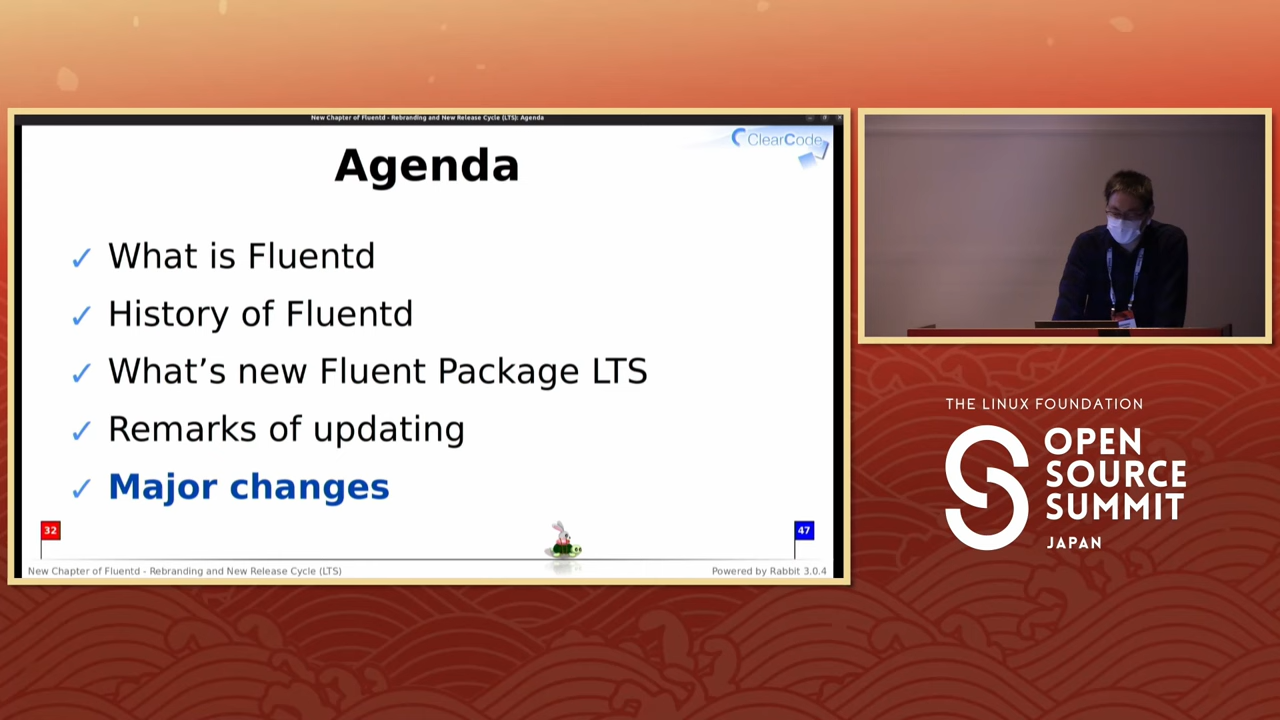 New Chapter of Fluentd - Rebranding and New Release Cycle (LTS): Agenda
ClearCode
Agenda
✓ What is Fluentd
✓ History of Fluentd
✓ What’s new Fluent Package LTS
✓ Remarks of updating
✓ Major changes
32
47
New Chapter of Fluentd - Rebranding and New Release Cycle (LTS)
Powered by Rabbit 3.0.4
THE LINUX FOUNDATION
OPEN
SOURCE
SUMMIT
JAPAN